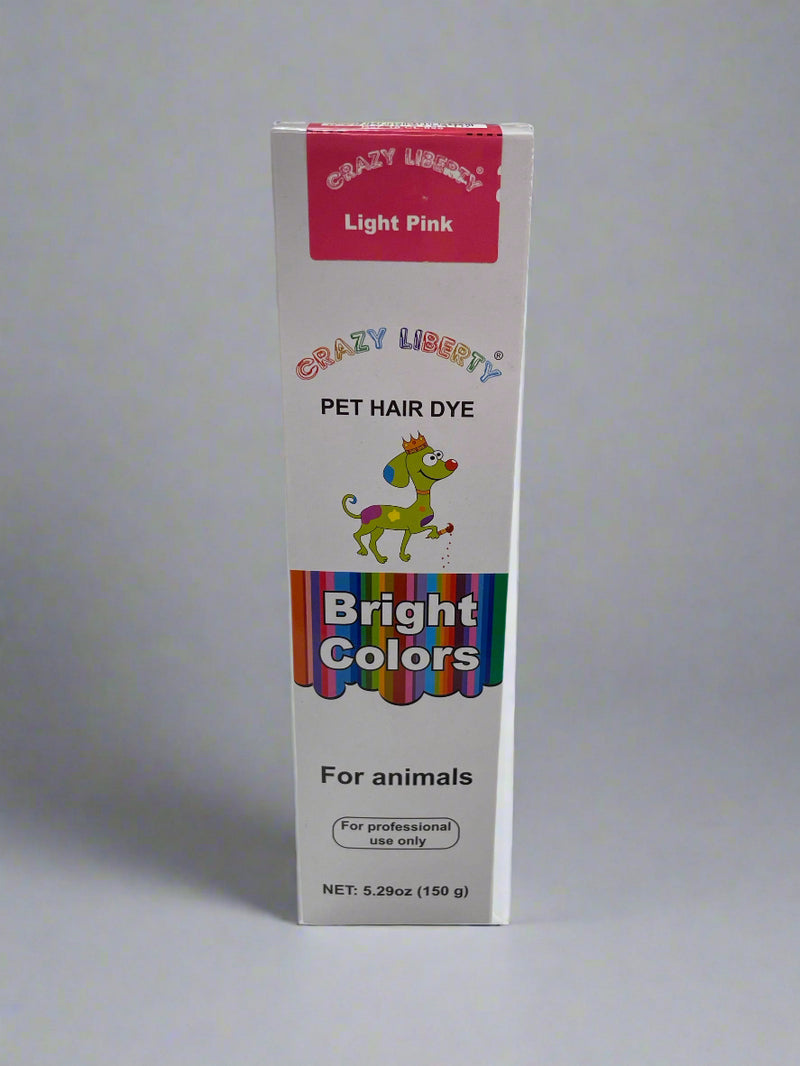 CRAZY LIBERTY®
Light Pink
CRAZY LIBERTY®
PET HAIR DYE
Bright
Colors
For animals
For professional
use only
NET: 5.29oz (150 g)